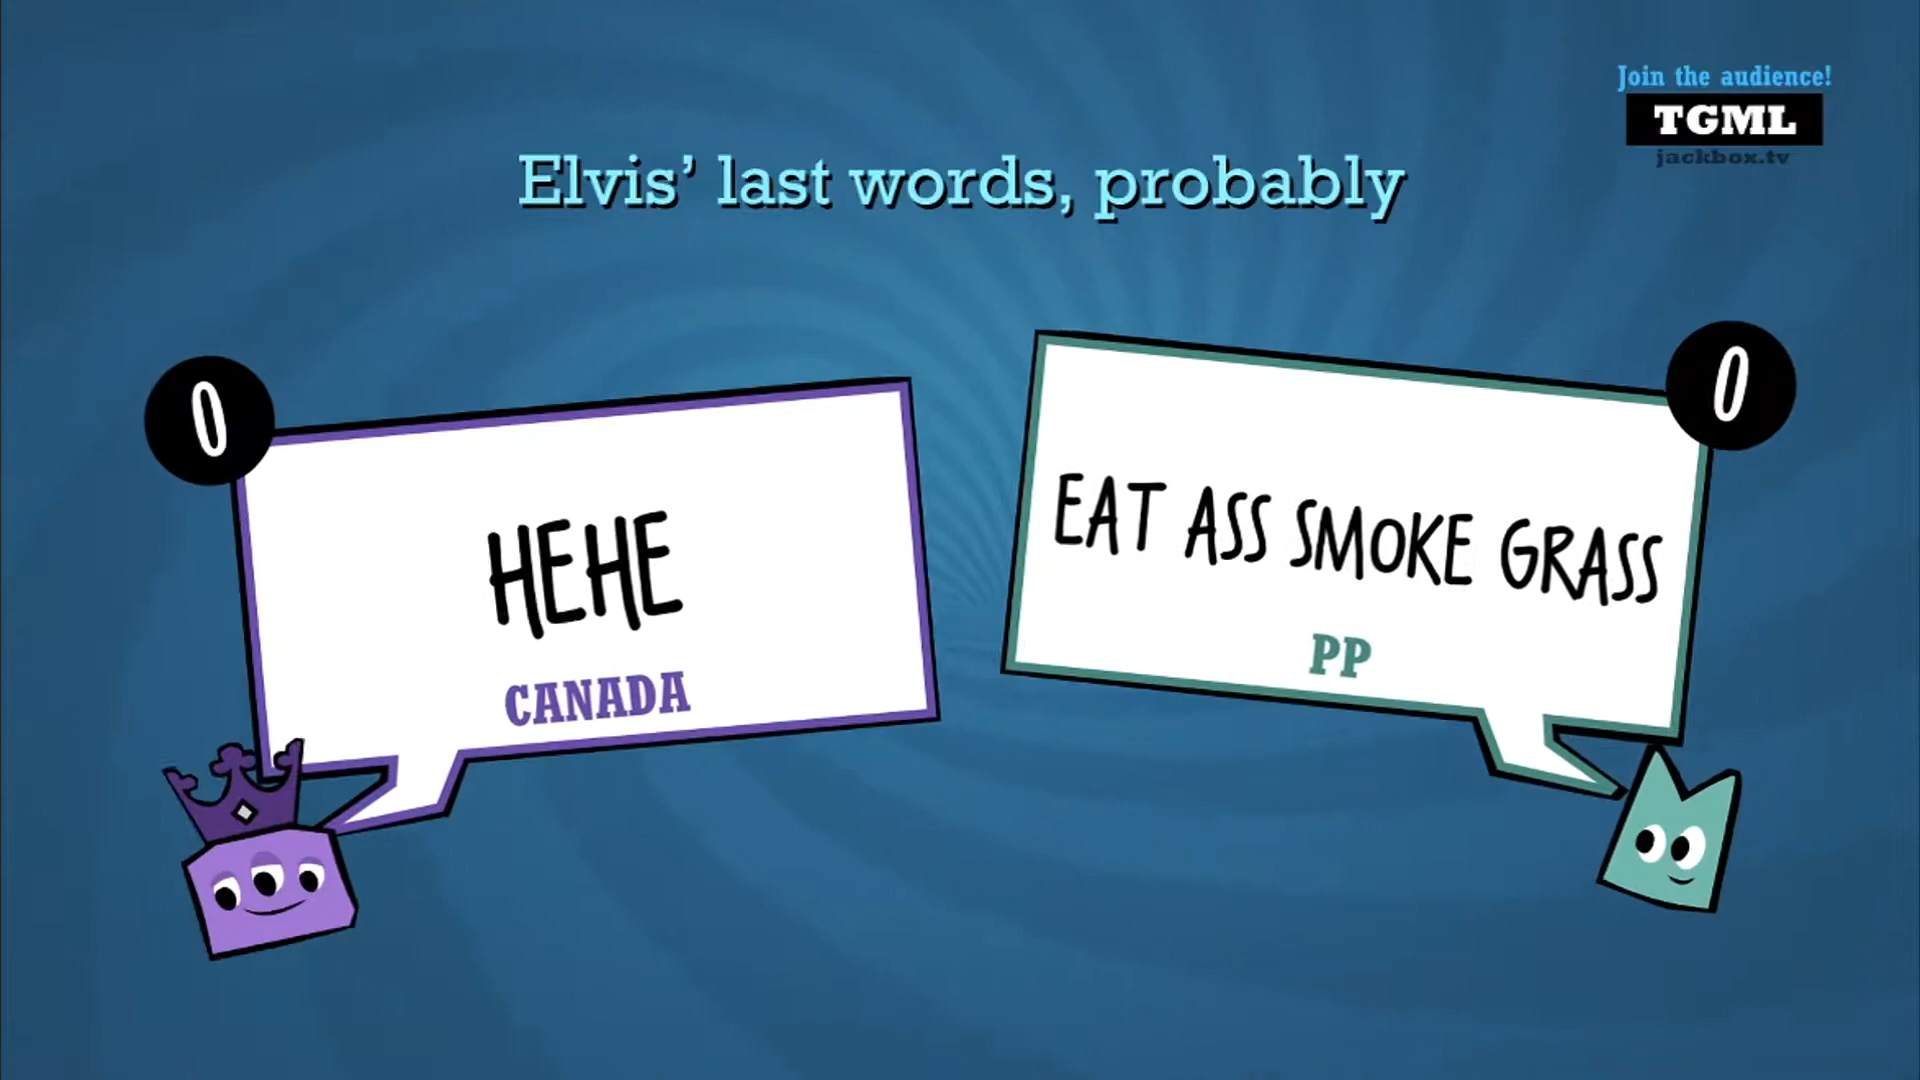 Join the audience!
TGML
jackbox.tv
Elvis’ last words, probably
0
HEHE
CANADA
0
EAT ASS SMOKE GRASS
PP